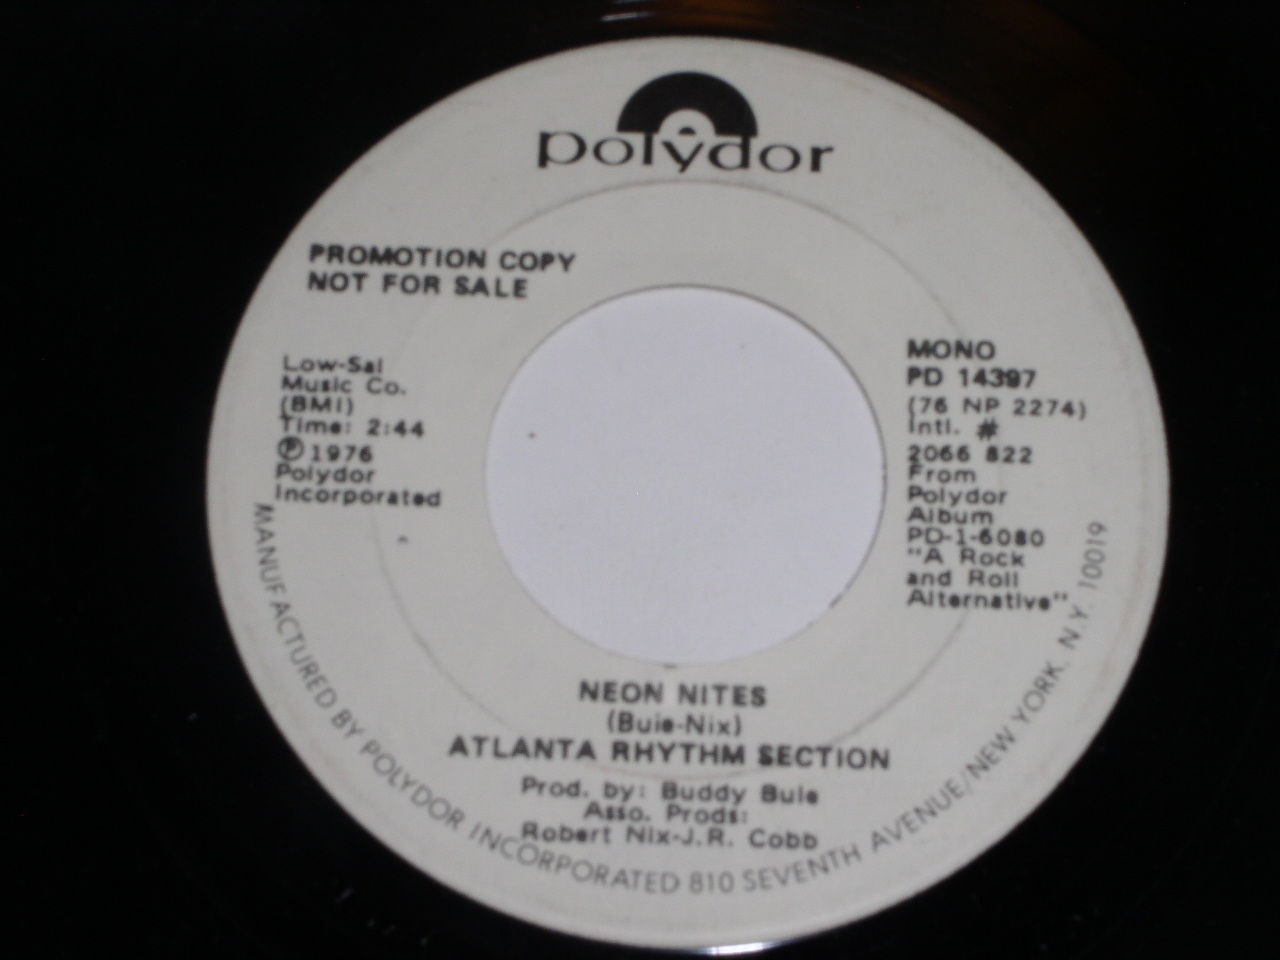 polydor
PROMOTION COPY
NOT FOR SALE
Low-Sal
Music Co.
(BMI)
Time: 2:44
Ⓟ 1976
Polydor
Incorporated
MONO
PD 14397
(76 NP 2274)
Intl. #
2066 822
From
Polydor
Album
PD-1-6080
"A Rock
and Roll
Alternative"
NEON NITES
(Buie-Nix)
ATLANTA RHYTHM SECTION
Prod. by: Buddy Buie
Asso. Prods:
Robert Nix-J.R. Cobb
MANUFACTURED BY POLYDOR INCORPORATED 810 SEVENTH AVENUE/NEW YORK, N.Y. 10019